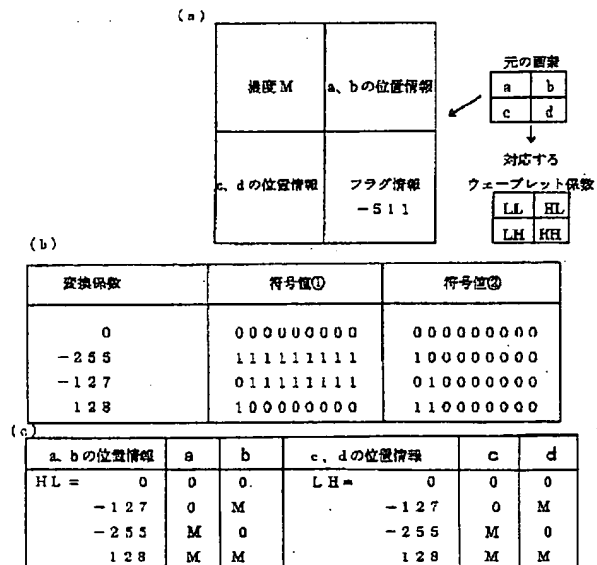 (a)
濃度M
a、bの位置情報
c、dの位置情報
フラグ情報
-511
元の画素
a b
c d
対応する
ウェーブレット係数
LL HL
LH HH
(b)
変換係数 符号値① 符号値②
0 000000000 000000000
-255 111111111 100000000
-127 011111111 010000000
128 100000000 110000000
(c)
a、bの位置情報 a b c、dの位置情報 c d
HL= 0 0 0. LH= 0 0 0
-127 0 M -127 0 M
-255 M 0 -255 M 0
128 M M 128 M M